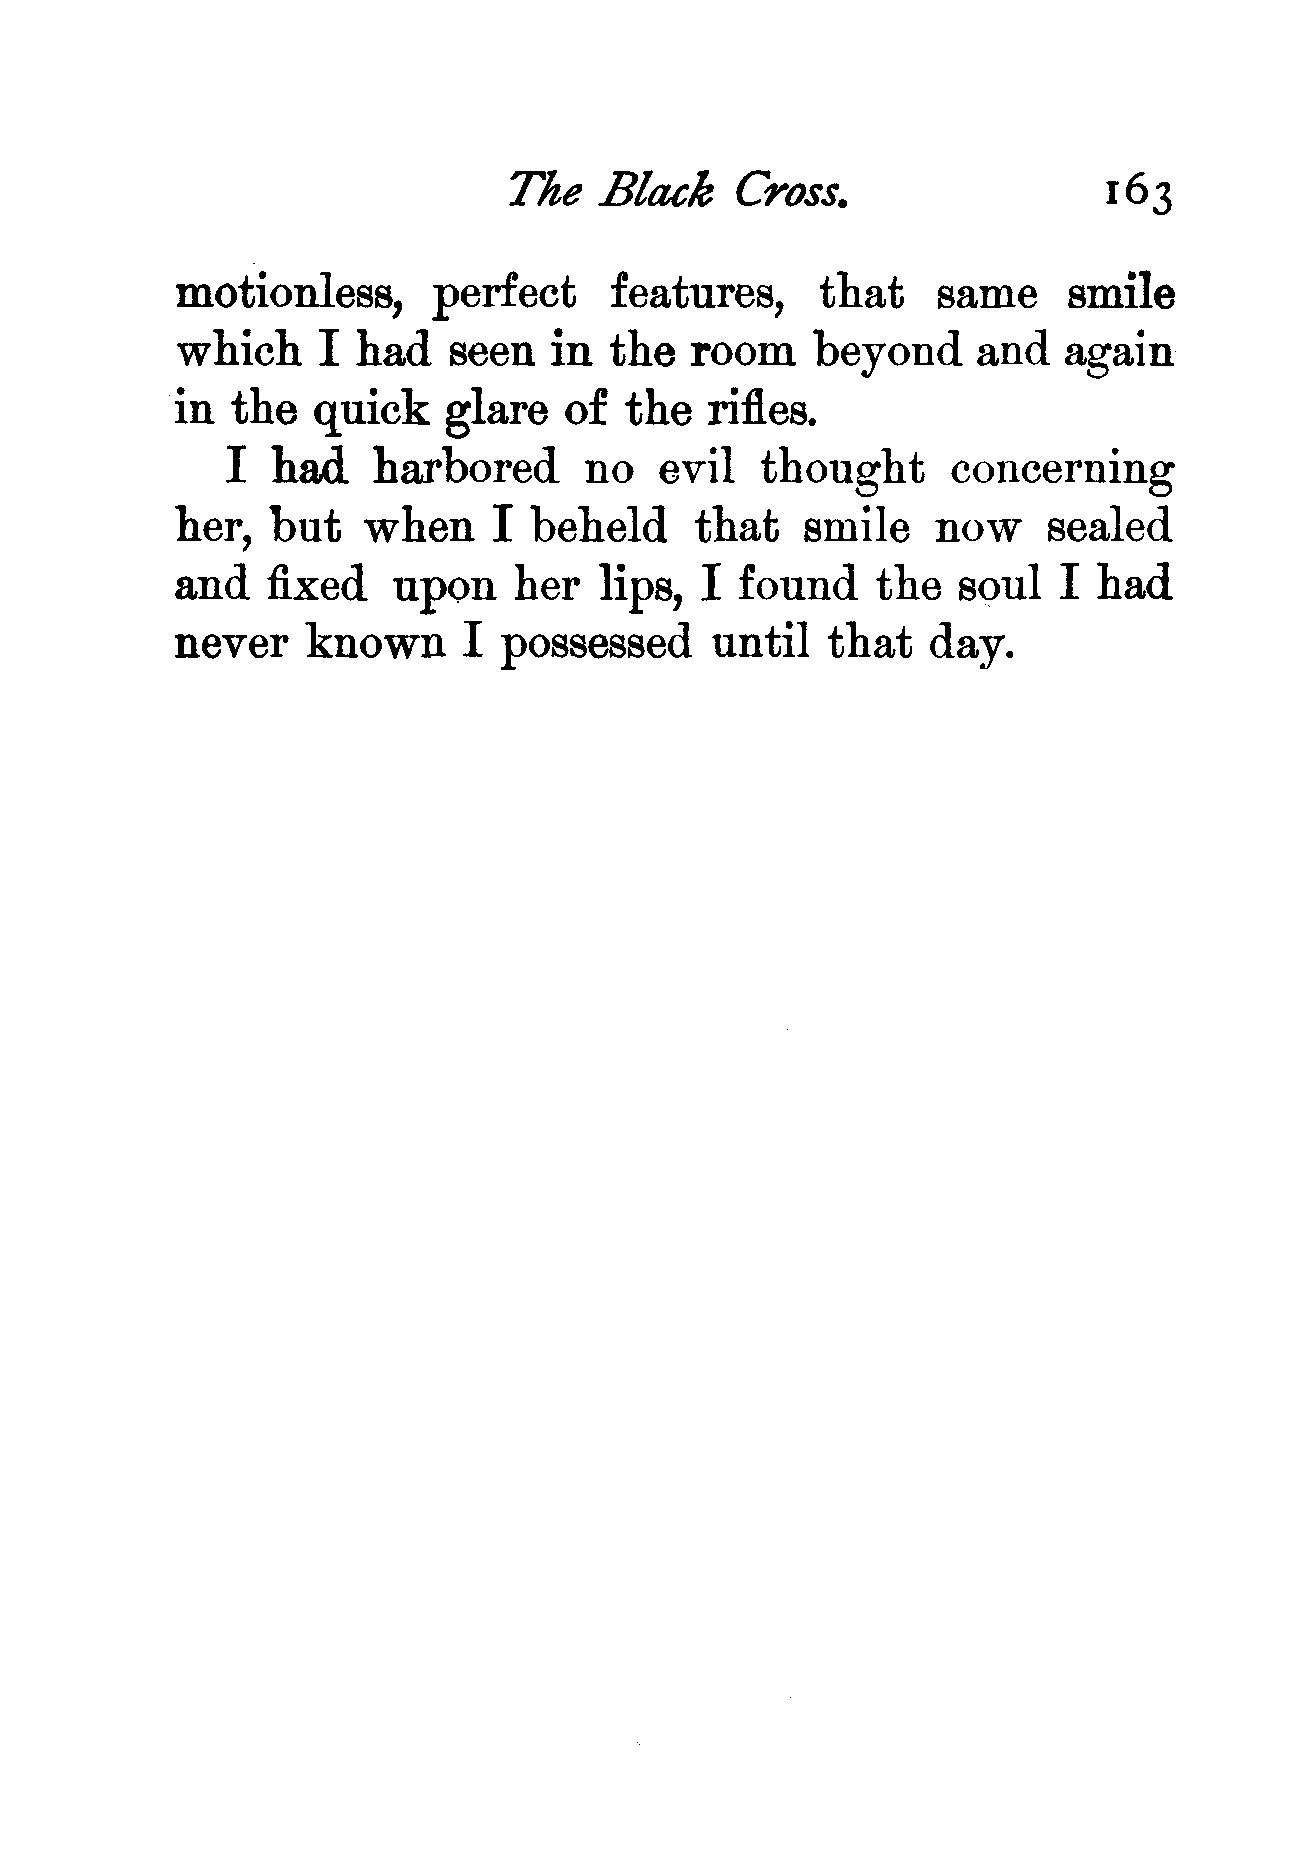 The Black Cross. 163
motionless, perfect features, that same smile
which I had seen in the room beyond and again
in the quick glare of the rifles.
I had harbored no evil thought concerning
her, but when I beheld that smile now sealed
and fixed upon her lips, I found the soul I had
never known I possessed until that day.